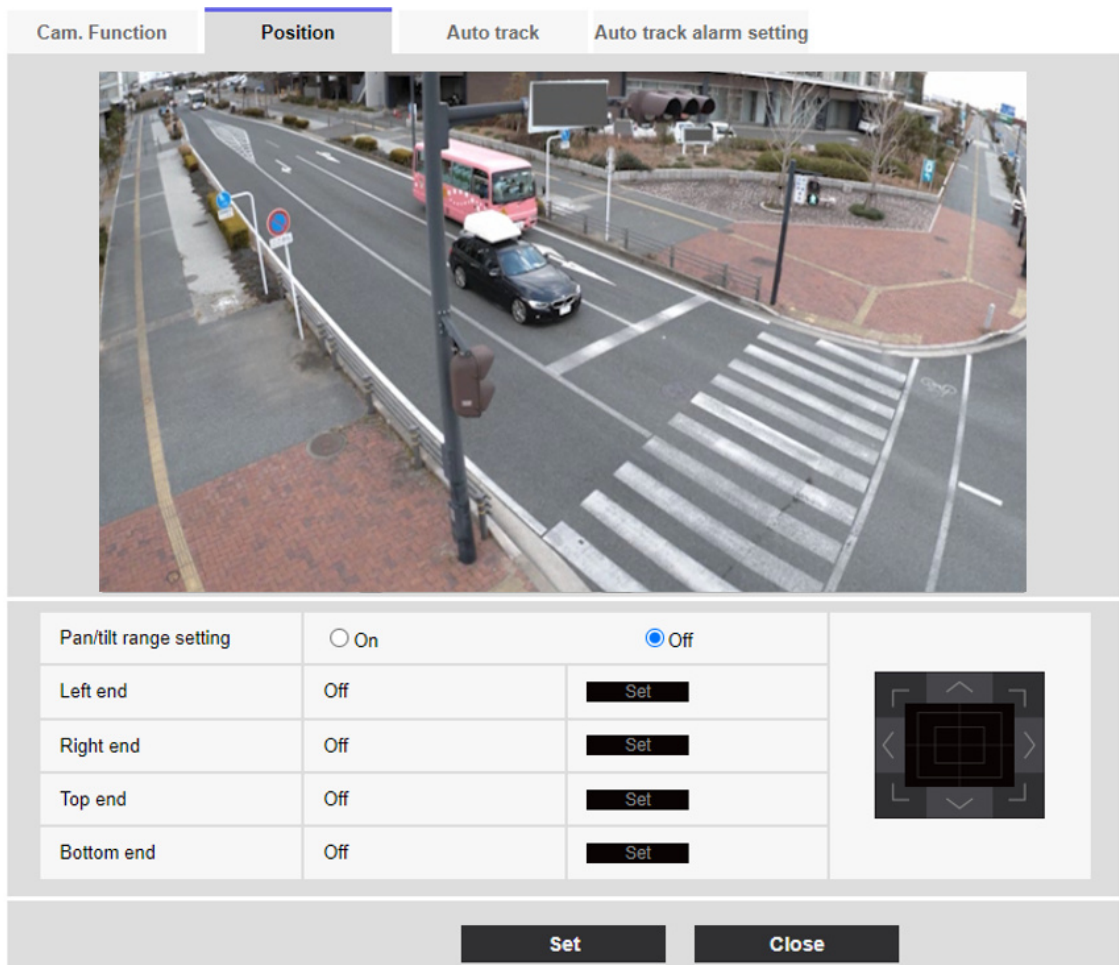 Cam. Function Position Auto track Auto track alarm setting
Pan/tilt range setting On Off
Left end Off Set
Right end Off Set
Top end Off Set
Bottom end Off Set
Set Close